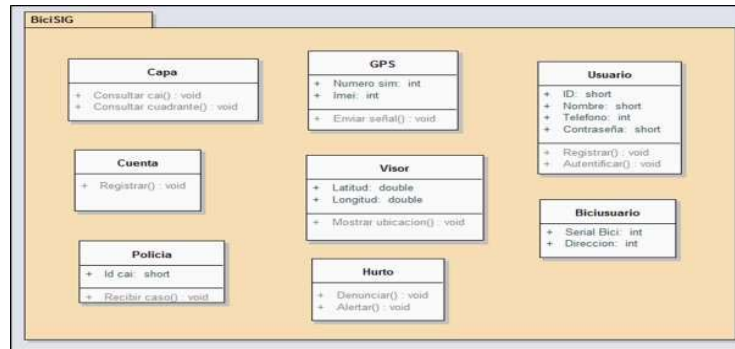 BiciSIG
Capa
+ Consultar cai() : void
+ Consultar cuadrante() : void
GPS
+ Numero sim: int
+ Imei: int
+ Enviar señal() : void
Usuario
+ ID: short
+ Nombre: short
+ Telefono: int
+ Contraseña: short
+ Registrar() : void
+ Autentificar() : void
Cuenta
+ Registrar() : void
Visor
+ Latitud: double
+ Longitud: double
+ Mostrar ubicacion() : void
Biciusuario
+ Serial Bici: int
+ Direccion: int
Policia
+ Id cai: short
+ Recibir caso() : void
Hurto
+ Denunciar() : void
+ Alertar() : void